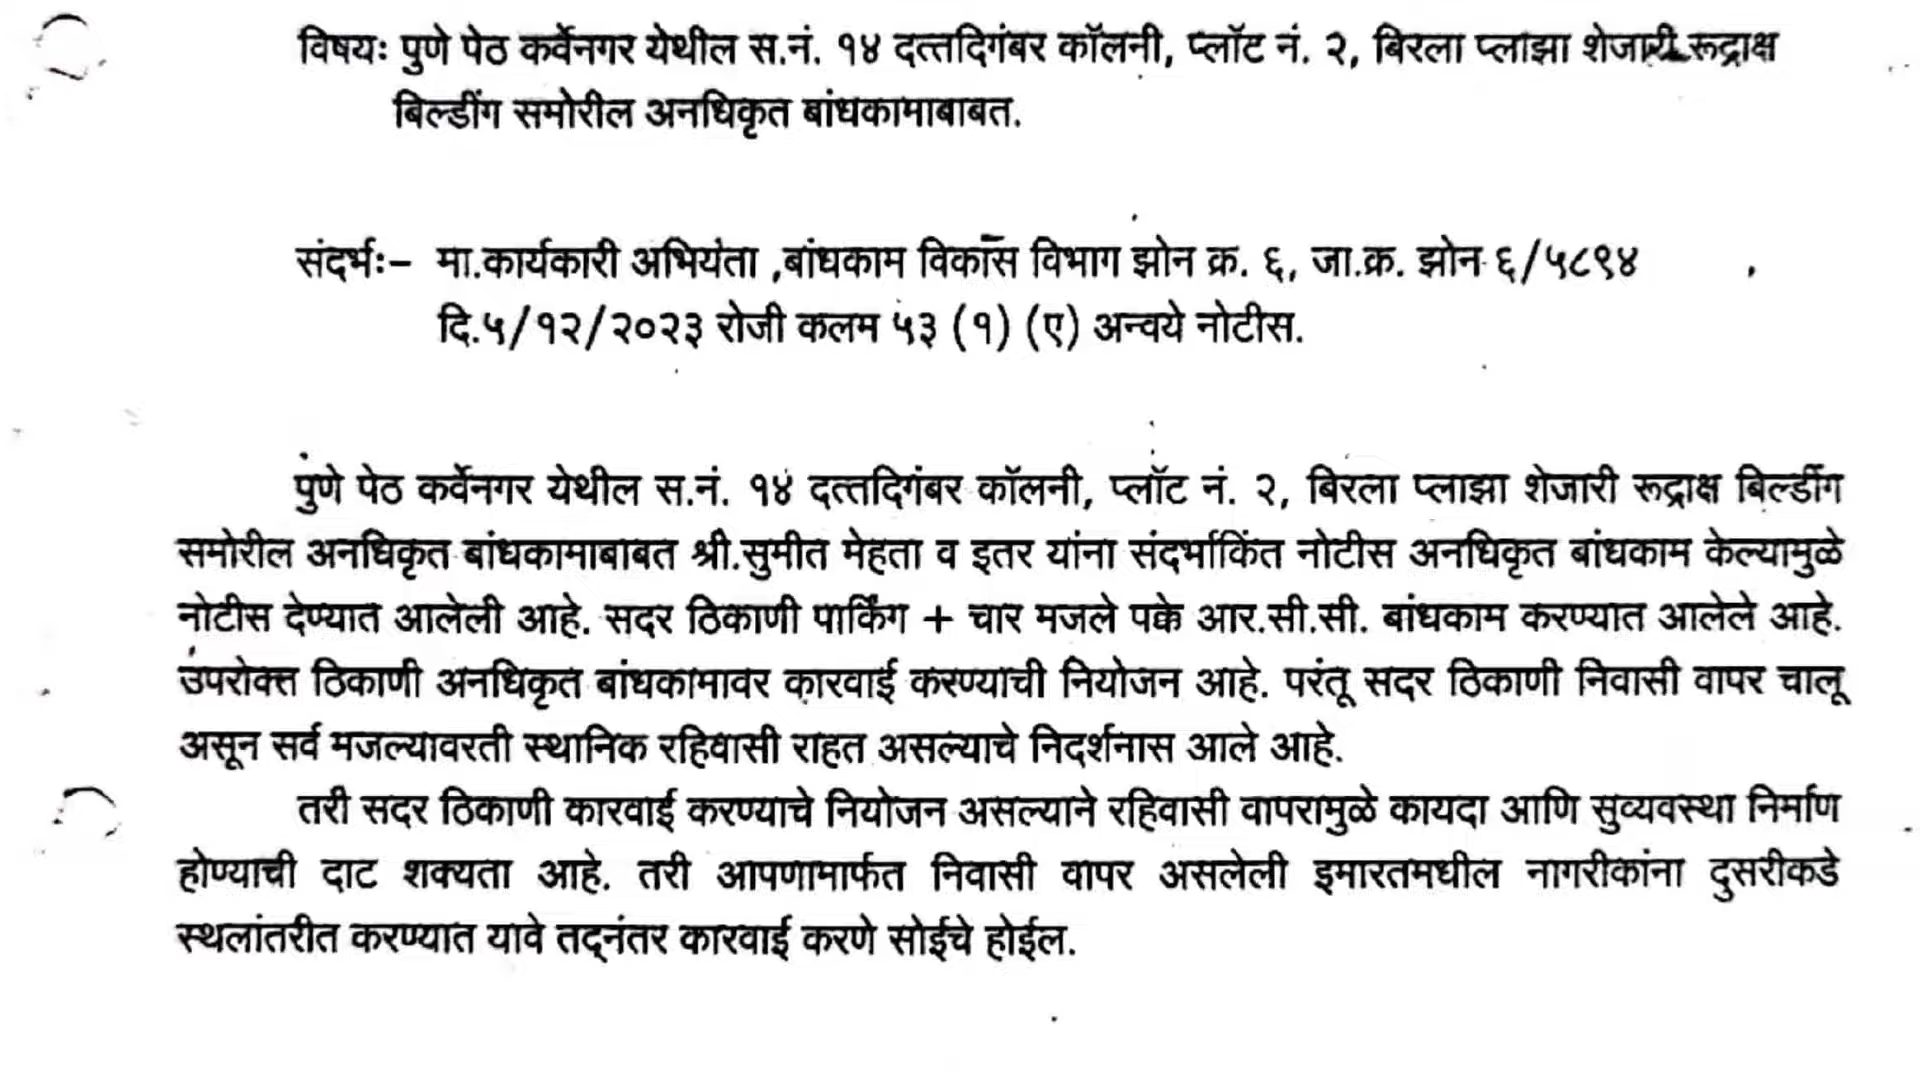 विषयः पुणे पेठ कर्वेनगर येथील स.नं. १४ दत्तदिगंबर कॉलनी, प्लॉट नं. २, बिरला प्लाझा शेजारी रूद्राक्ष
बिल्डींग समोरील अनधिकृत बांधकामाबाबत.
संदर्भः- मा.कार्यकारी अभियंता ,बांधकाम विकास विभाग झोन क्र. ६, जा.क्र. झोन ६/५८९४
दि.५/१२/२०२३ रोजी कलम ५३ (१) (ए) अन्वये नोटीस.
पुणे पेठ कर्वेनगर येथील स.नं. १४ दत्तदिगंबर कॉलनी, प्लॉट नं. २, बिरला प्लाझा शेजारी रूद्राक्ष बिल्डींग
समोरील अनधिकृत बांधकामाबाबत श्री.सुमीत मेहता व इतर यांना संदर्भाकिंत नोटीस अनधिकृत बांधकाम केल्यामुळे
नोटीस देण्यात आलेली आहे. सदर ठिकाणी पार्किंग + चार मजले पक्के आर.सी.सी. बांधकाम करण्यात आलेले आहे.
उपरोक्त ठिकाणी अनधिकृत बांधकामावर कारवाई करण्याची नियोजन आहे. परंतू सदर ठिकाणी निवासी वापर चालू
असून सर्व मजल्यावरती स्थानिक रहिवासी राहत असल्याचे निदर्शनास आले आहे.
तरी सदर ठिकाणी कारवाई करण्याचे नियोजन असल्याने रहिवासी वापरामुळे कायदा आणि सुव्यवस्था निर्माण
होण्याची दाट शक्यता आहे. तरी आपणामार्फत निवासी वापर असलेली इमारतमधील नागरीकांना दुसरीकडे
स्थलांतरीत करण्यात यावे तद्नंतर कारवाई करणे सोईचे होईल.